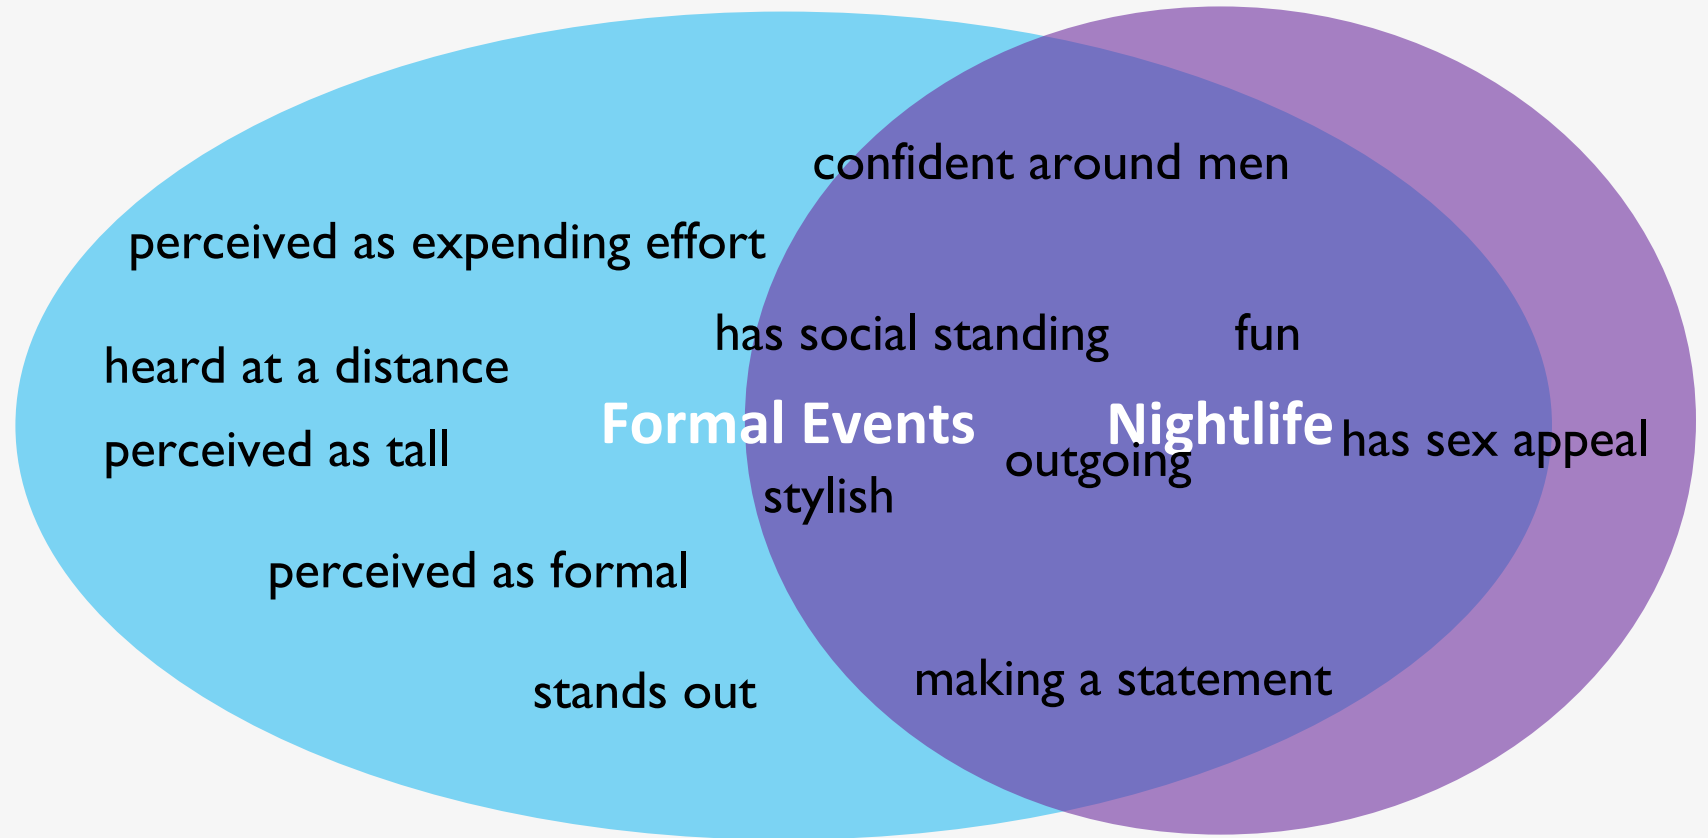 confident around men
perceived as expending effort
has social standing
fun
heard at a distance
Formal Events
Nightlife
has sex appeal
perceived as tall
outgoing
stylish
perceived as formal
making a statement
stands out